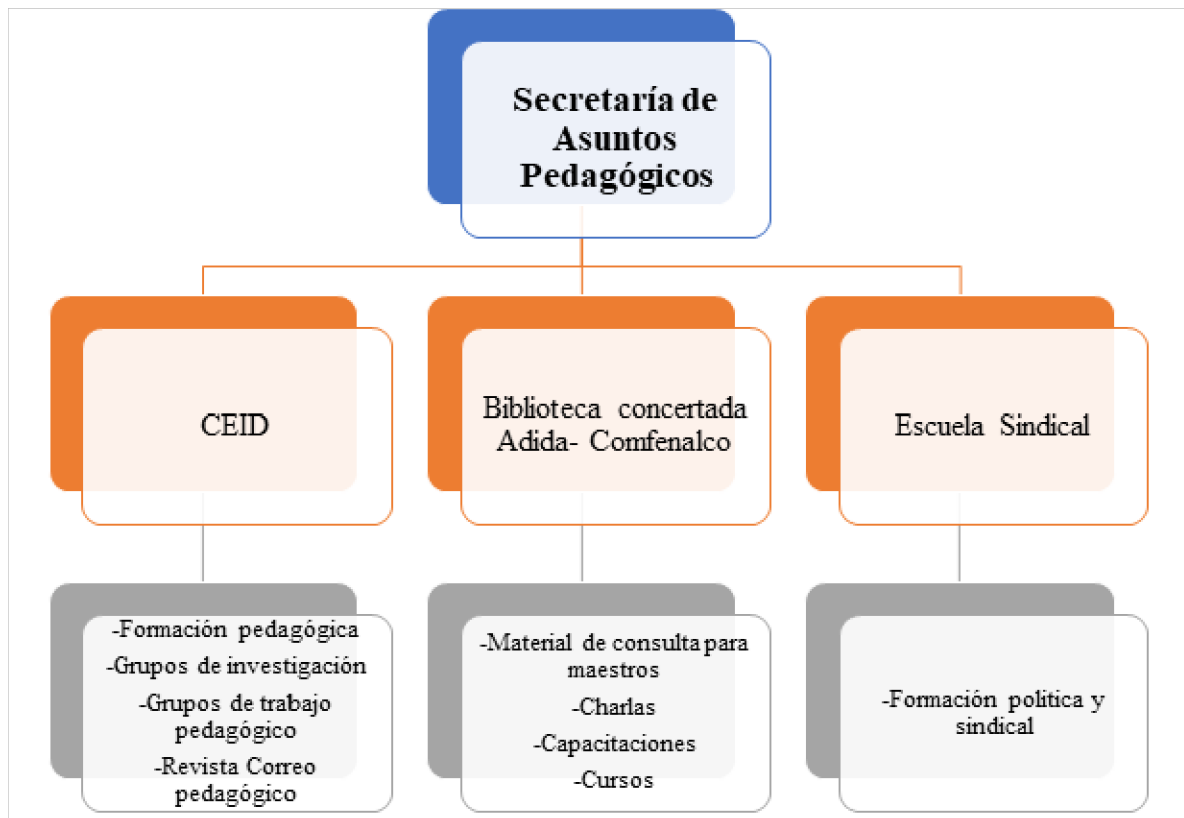 Secretaría de
Asuntos
Pedagógicos
CEID
Biblioteca concertada
Adida- Comfenalco
Escuela Sindical
-Formación pedagógica
-Grupos de investigación
-Grupos de trabajo
pedagógico
-Revista Correo
pedagógico
-Material de consulta para
maestros
-Charlas
-Capacitaciones
-Cursos
-Formación política y
sindical